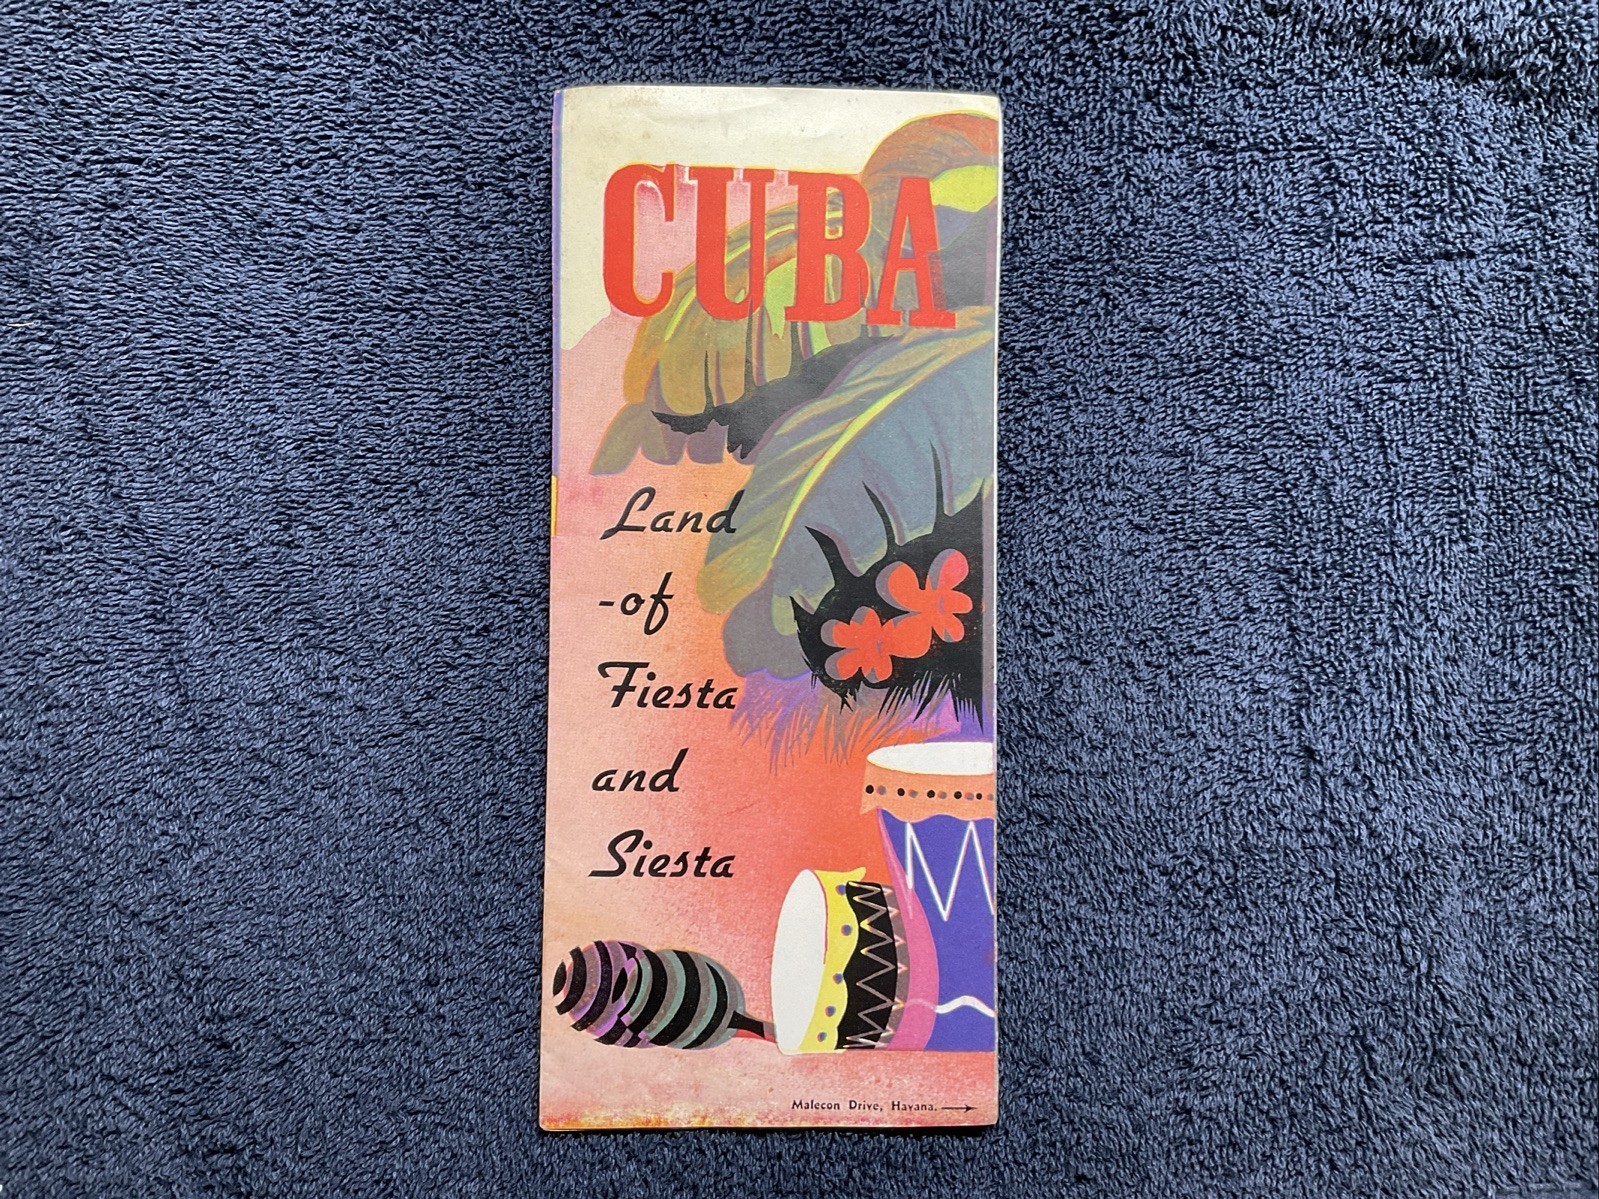 CUBA
Land
-of
Fiesta
and
Siesta
Malecon Drive, Havana.